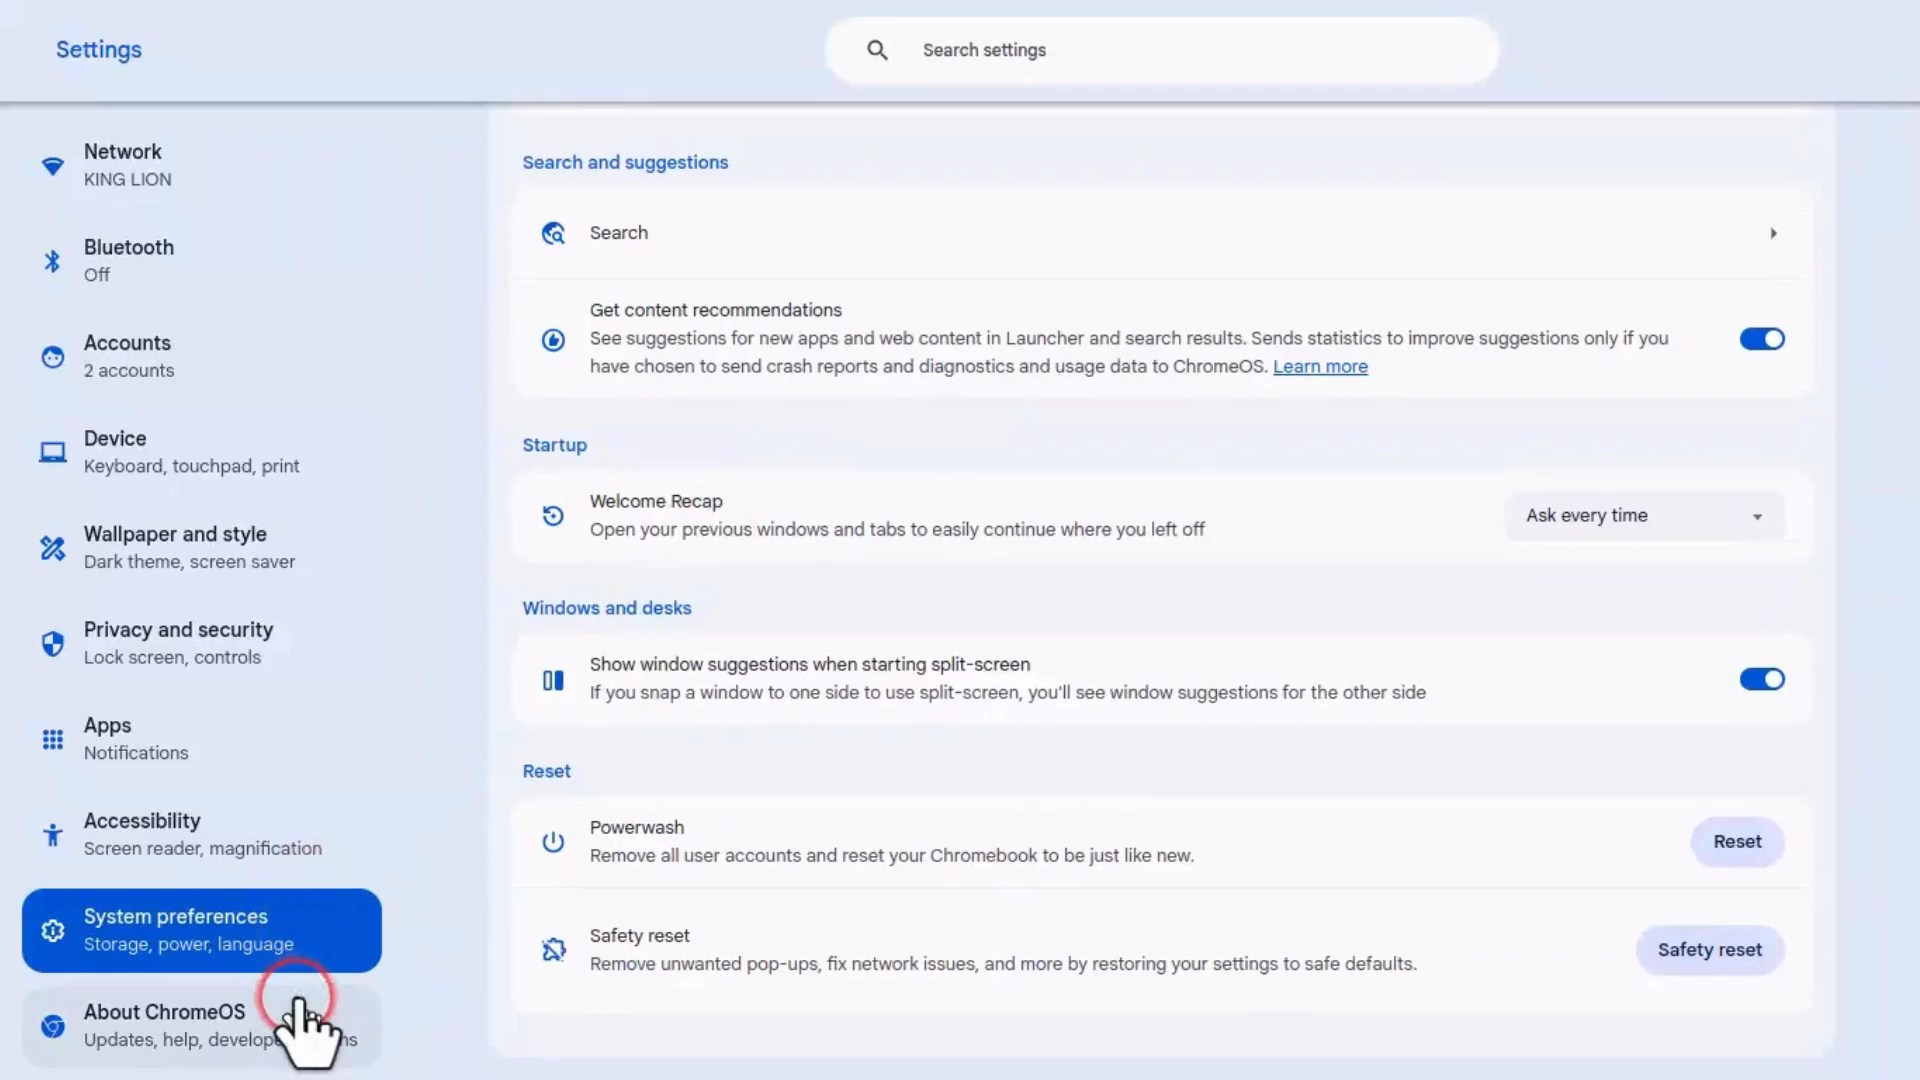 Settings
Search settings
Network
KING LION
Bluetooth
Off
Accounts
2 accounts
Device
Keyboard, touchpad, print
Wallpaper and style
Dark theme, screen saver
Privacy and security
Lock screen, controls
Apps
Notifications
Accessibility
Screen reader, magnification
System preferences
Storage, power, language
About ChromeOS
Updates, help,
Search and suggestions
Search
Get content recommendations
See suggestions for new apps and web content in Launcher and search results. Sends statistics to improve suggestions only if you
have chosen to send crash reports and diagnostics and usage data to ChromeOS. Learn more
Startup
Welcome Recap
Open your previous windows and tabs to easily continue where you left off
Ask every time
Windows and desks
Show window suggestions when starting split-screen
If you snap a window to one side to use split-screen, you'll see window suggestions for the other side
Reset
Powerwash
Remove all user accounts and reset your Chromebook to be just like new.
Reset
Safety reset
Remove unwanted pop-ups, fix network issues, and more by restoring your settings to safe defaults.
Safety reset